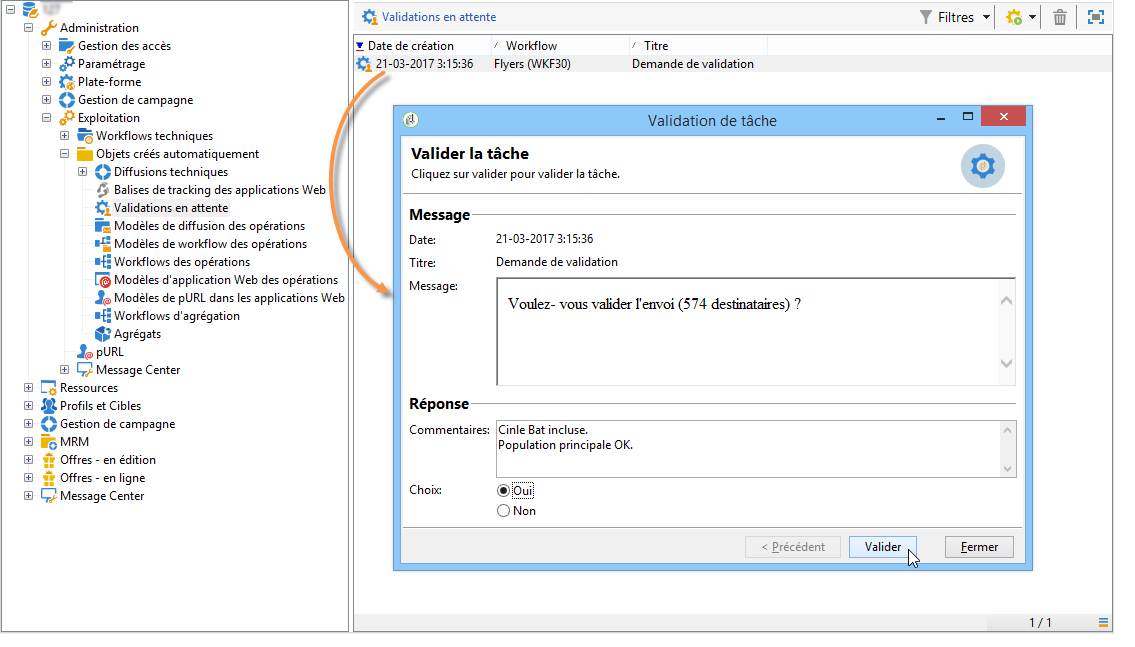 Administration
Gestion des accès
Paramétrage
Plate-forme
Gestion de campagne
Exploitation
Workflows techniques
Objets créés automatiquement
Diffusions techniques
Balises de tracking des applications Web
Validations en attente
Modèles de diffusion des opérations
Modèles de workflow des opérations
Workflows des opérations
Modèles d'application Web des opérations
Modèles de pURL dans les applications Web
Workflows d'agrégation
Agrégats
pURL
Message Center
Ressources
Profils et Cibles
Gestion de campagne
MRM
Offres - en édition
Offres - en ligne
Message Center
Validations en attente
Filtres
Date de création Workflow Titre
21-03-2017 3:15:36 Flyers (WKF30) Demande de validation
Validation de tâche
Valider la tâche
Cliquez sur valider pour valider la tâche.
Message
Date: 21-03-2017 3:15:36
Titre: Demande de validation
Message: Voulez- vous valider l'envoi (574 destinataires) ?
Réponse
Commentaires: Cinle Bat incluse.
Population principale OK.
Choix: Oui
Non
< Précédent Valider Fermer
1 / 1